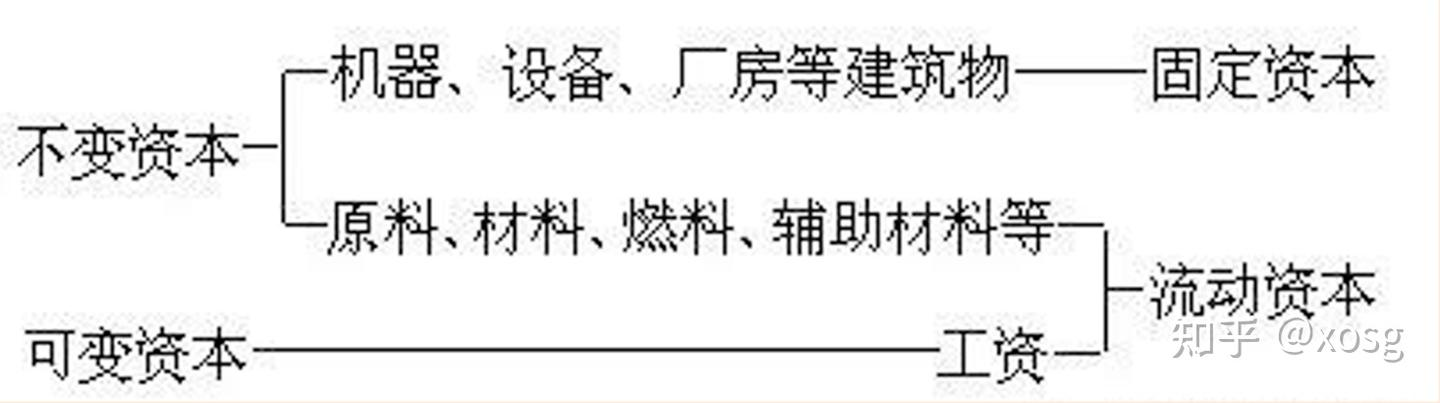 机器、设备、厂房等建筑物 固定资本
不变资本
原料、材料、燃料、辅助材料等
流动资本
可变资本 工资
知乎 @xosg